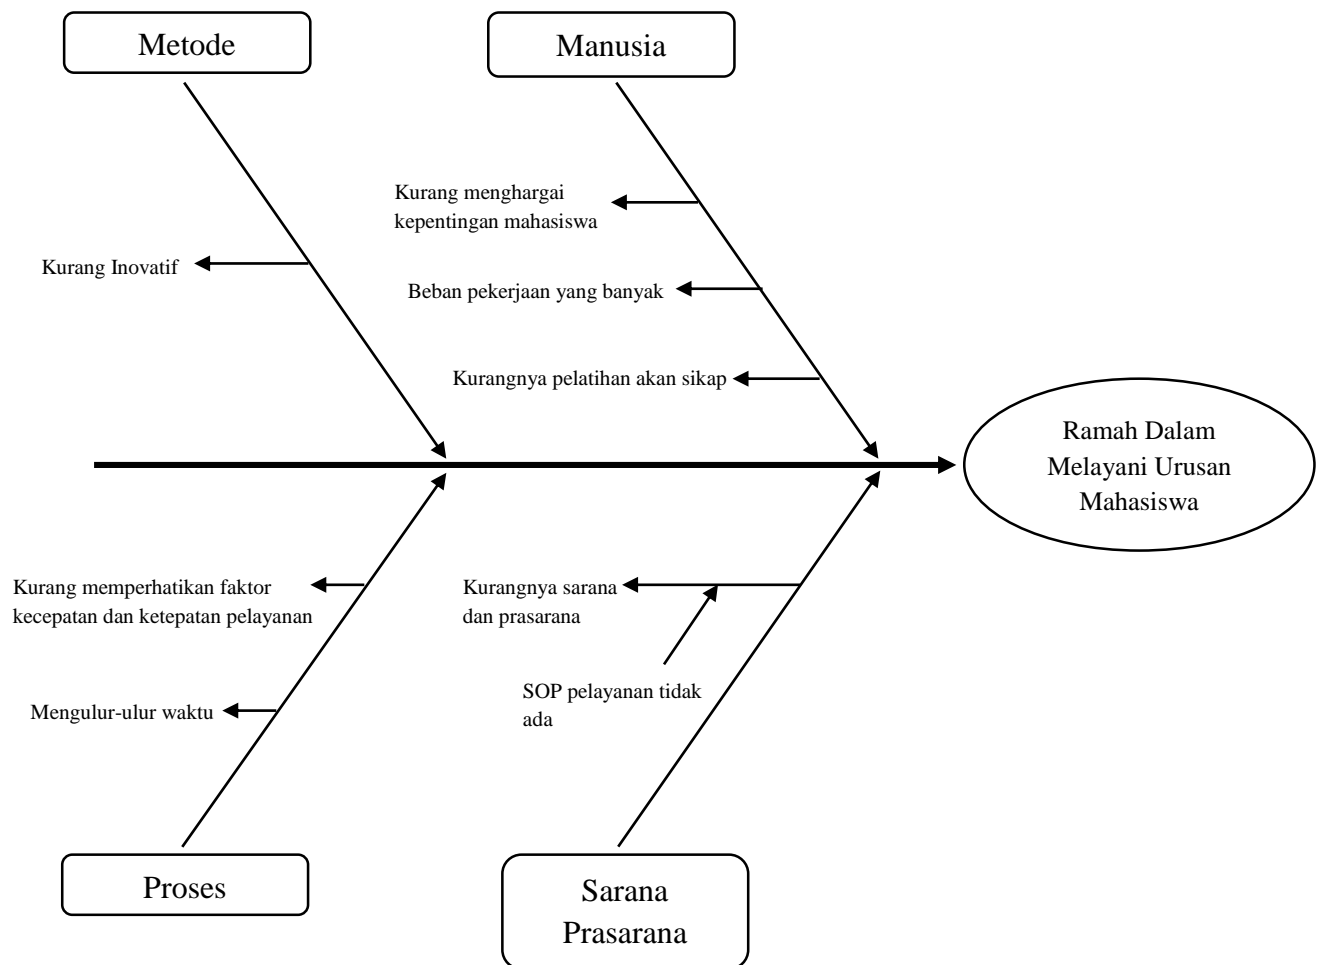 Metode
Manusia
Kurang menghargai
kepentingan mahasiswa
Kurang Inovatif
Beban pekerjaan yang banyak
Kurangnya pelatihan akan sikap
Ramah Dalam
Melayani Urusan
Mahasiswa
Kurang memperhatikan faktor
kecepatan dan ketepatan pelayanan
Kurangnya sarana
dan prasarana
SOP pelayanan tidak
ada
Mengulur-ulur waktu
Proses
Sarana
Prasarana